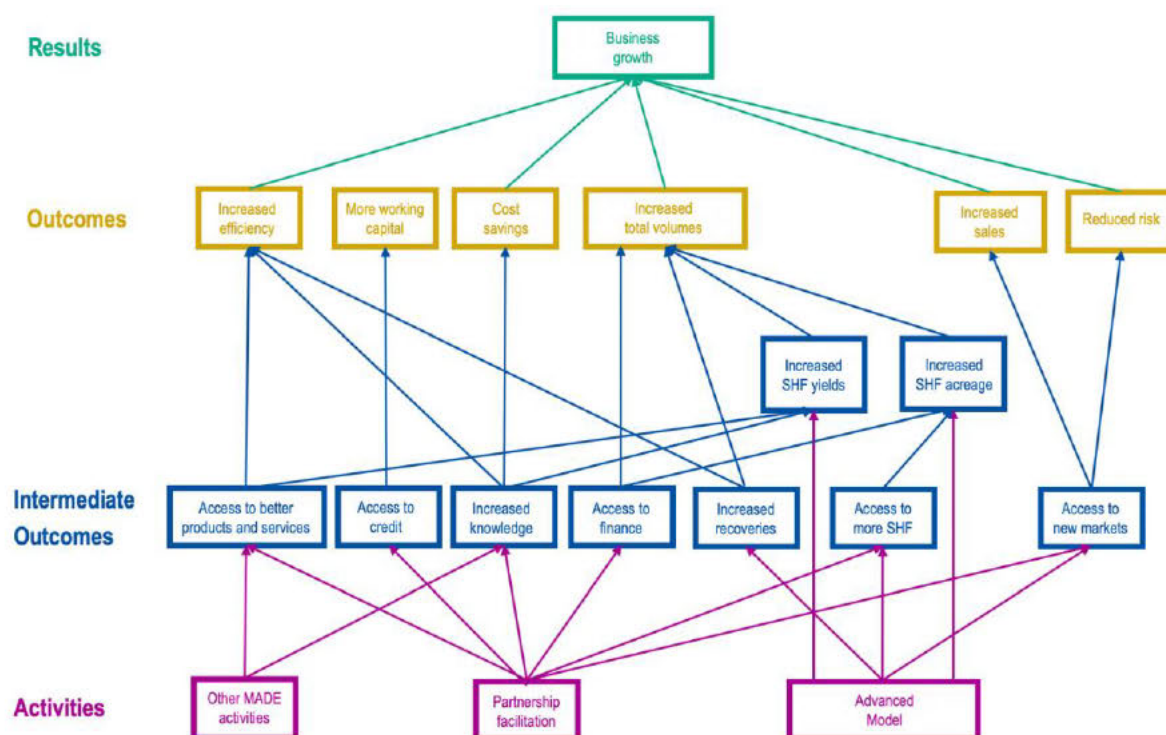 Results
Business
growth
Outcomes
Increased
efficiency
More working
capital
Cost
savings
Increased
total volumes
Increased
sales
Reduced risk
Increased
SHF yields
Increased
SHF acreage
Intermediate
Outcomes
Access to better
products and services
Access to
credit
Increased
knowledge
Access to
finance
Increased
recoveries
Access to
more SHF
Access to
new markets
Activities
Other MADE
activities
Partnership
facilitation
Advanced
Model